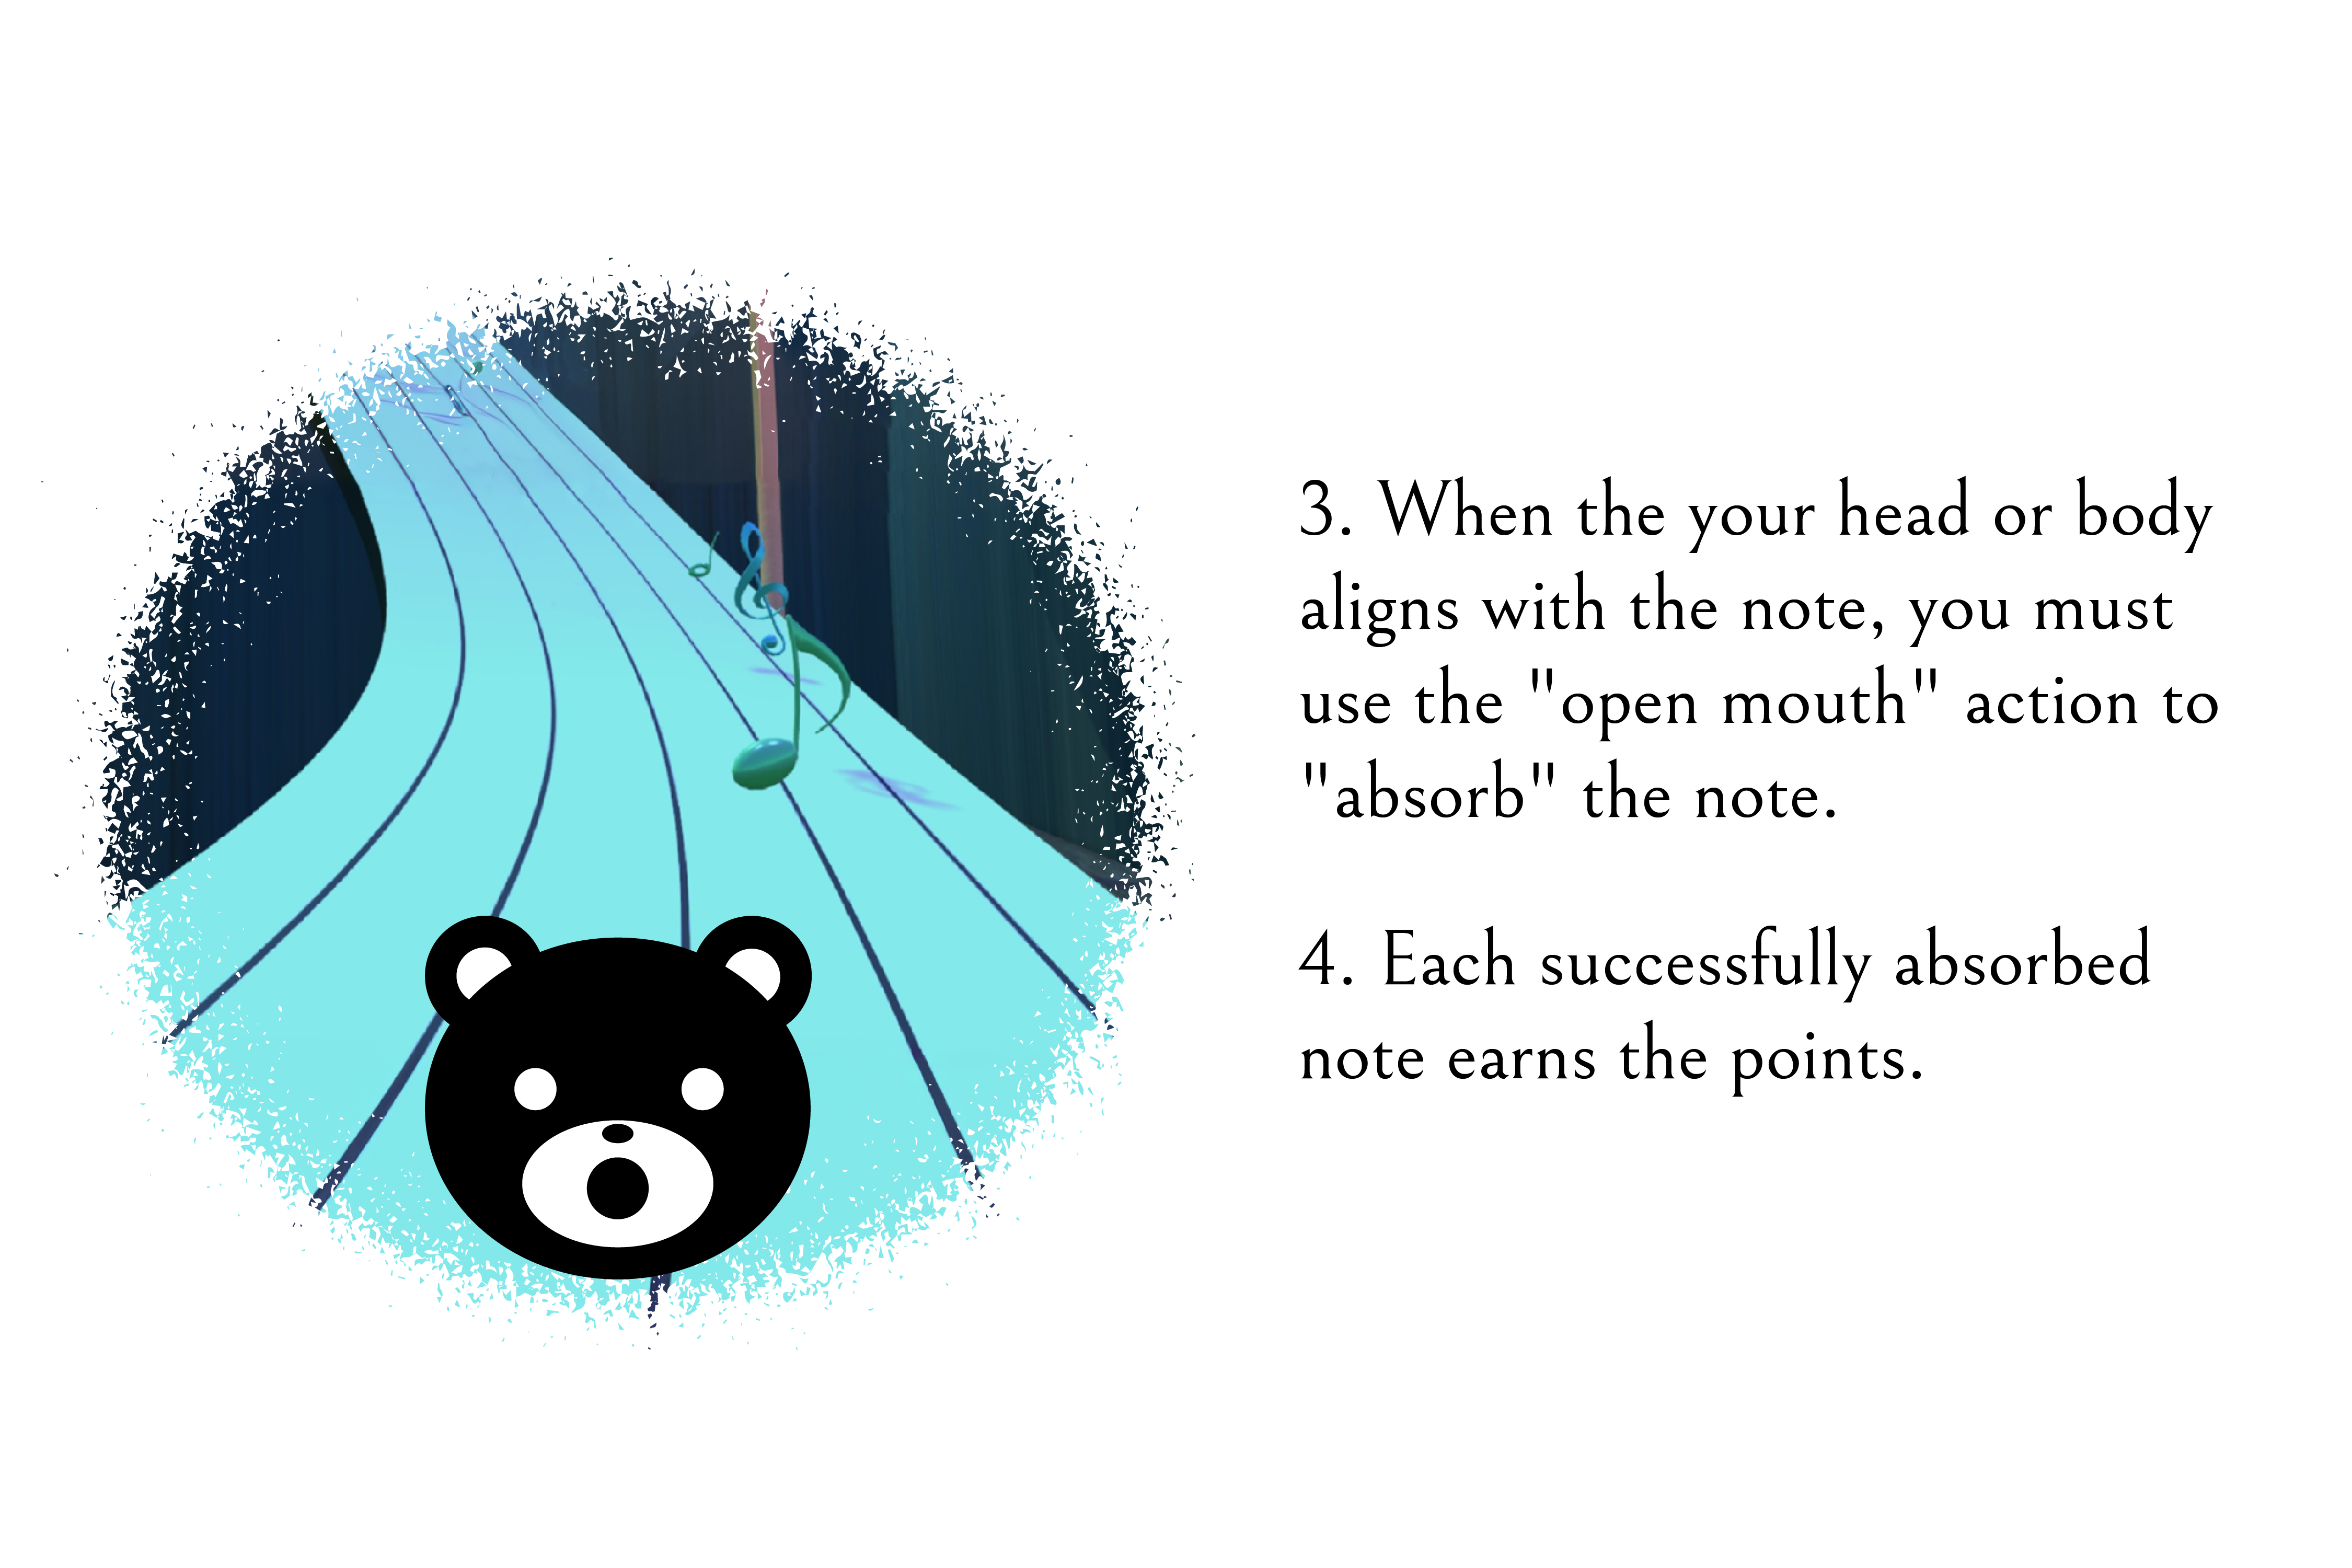 3. When the your head or body
aligns with the note, you must
use the "open mouth" action to
"absorb" the note.
4. Each successfully absorbed
note earns the points.